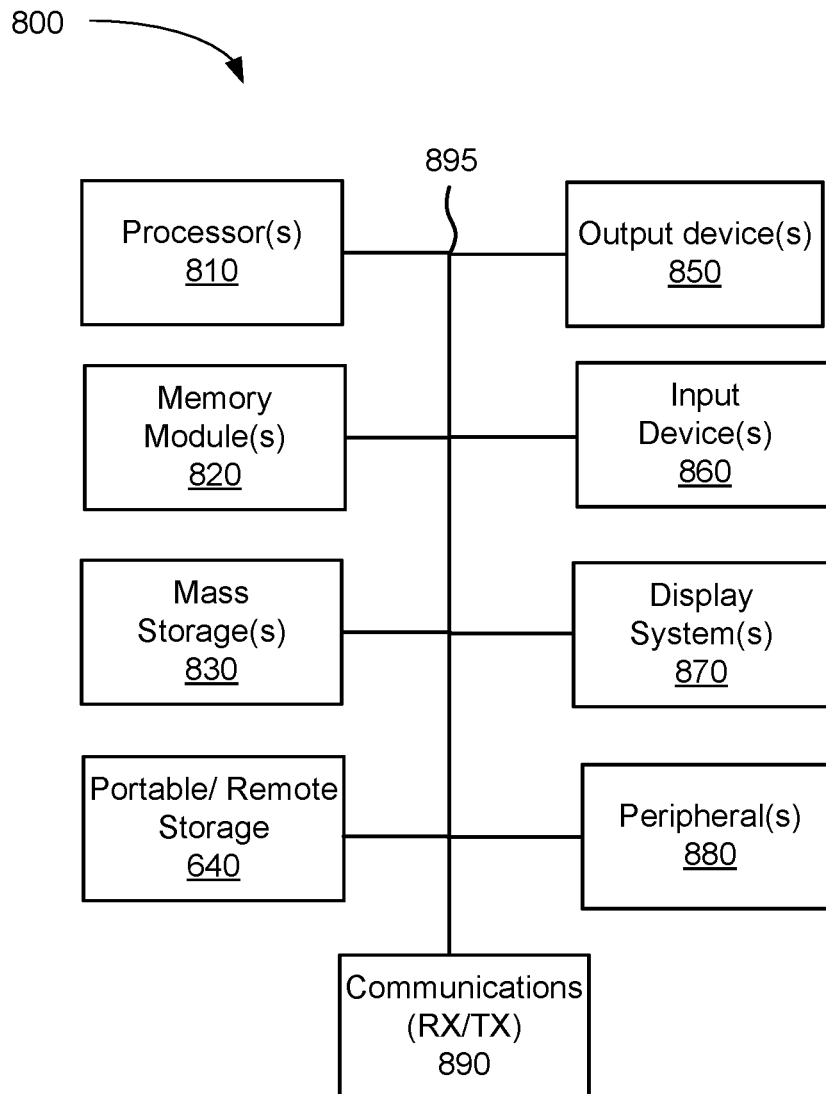 800
895
Processor(s)
810
Output device(s)
850
Memory
Module(s)
820
Input
Device(s)
860
Mass
Storage(s)
830
Display
System(s)
870
Portable/ Remote
Storage
640
Peripheral(s)
880
Communications
(RX/TX)
890